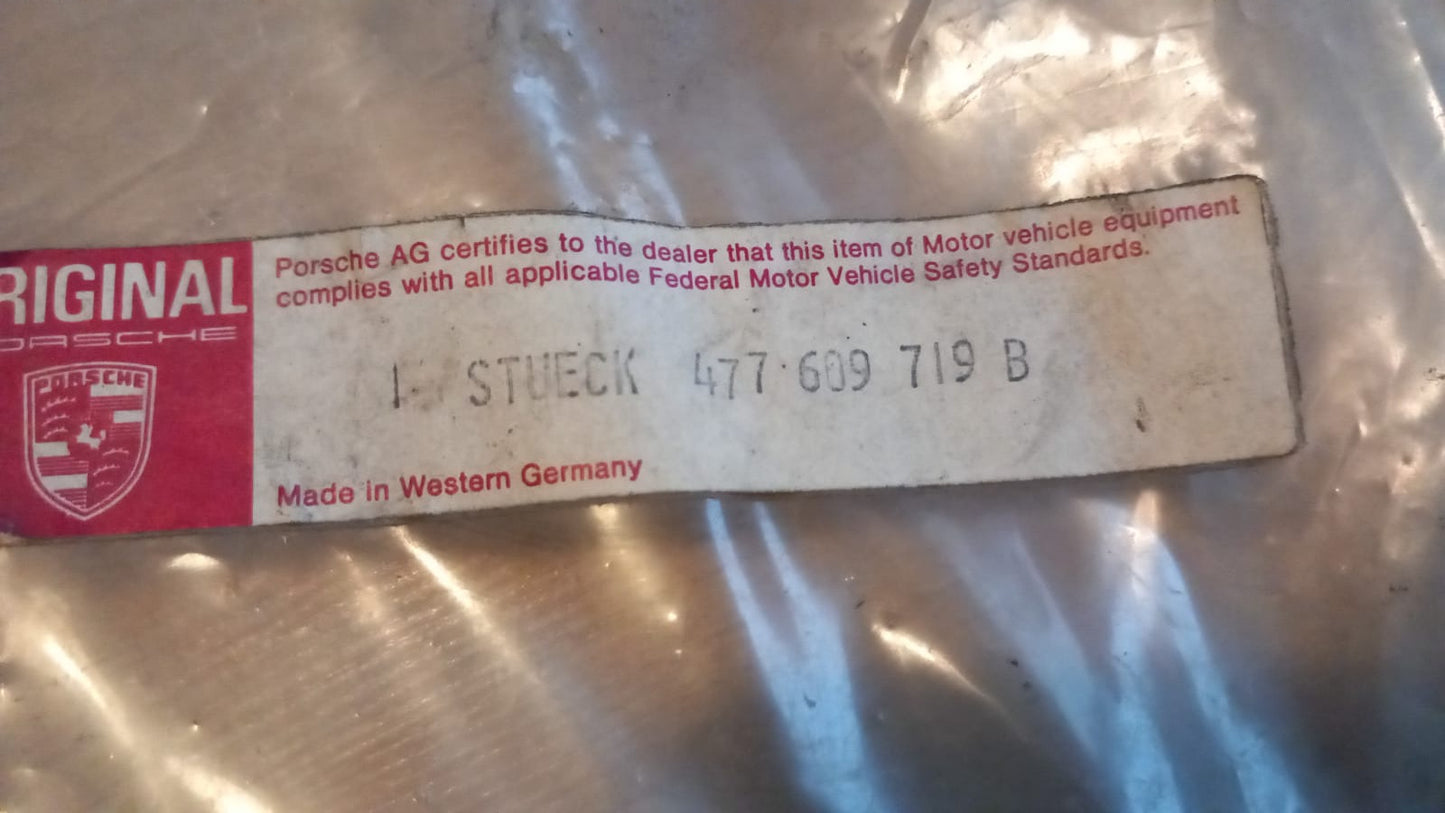 RIGINAL
ORSCHE
PORSCHE
Porsche AG certifies to the dealer that this item of Motor vehicle equipment
complies with all applicable Federal Motor Vehicle Safety Standards.
1 STUECK 477 609 719 B
Made in Western Germany